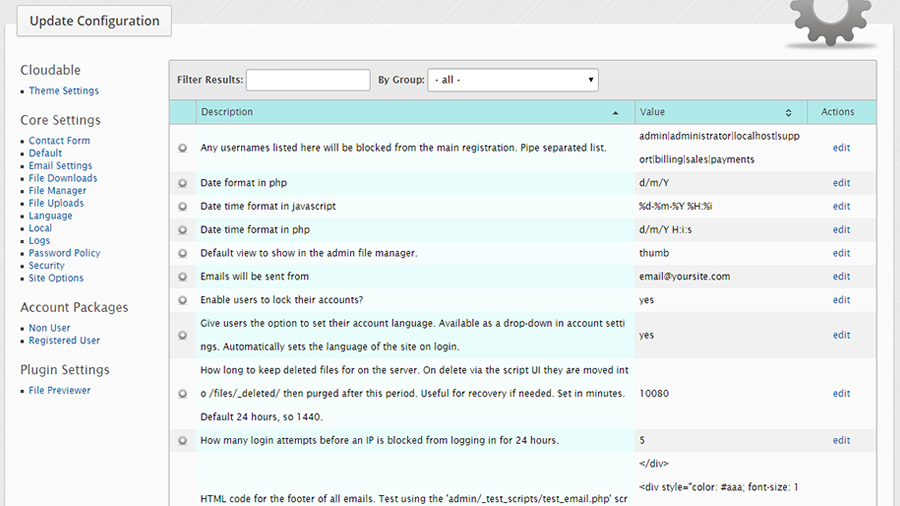 Update Configuration
Cloudable
Theme Settings
Core Settings
Contact Form
Default
Email Settings
File Downloads
File Manager
File Uploads
Language
Local
Logs
Password Policy
Security
Site Options
Account Packages
Non User
Registered User
Plugin Settings
File Previewer
Filter Results: By Group: - all -
Description Value Actions
Any usernames listed here will be blocked from the main registration. Pipe separated list. admin|administrator|localhost|supp edit
ort|billing|sales|payments
Date format in php d/m/Y edit
Date time format in javascript %d-%m-%Y %H:%i edit
Date time format in php d/m/Y H:i:s edit
Default view to show in the admin file manager. thumb edit
Emails will be sent from email@yoursite.com edit
Enable users to lock their accounts? yes edit
Give users the option to set their account language. Available as a drop-down in account setti
ngs. Automatically sets the language of the site on login. yes edit
How long to keep deleted files for on the server. On delete via the script UI they are moved int
o /files/_deleted/ then purged after this period. Useful for recovery if needed. Set in minutes. 10080 edit
Default 24 hours, so 1440.
How many login attempts before an IP is blocked from logging in for 24 hours. 5 edit
</div>
<div style="color: #aaa; font-size: 1
HTML code for the footer of all emails. Test using the 'admin/_test_scripts/test_email.php' scr